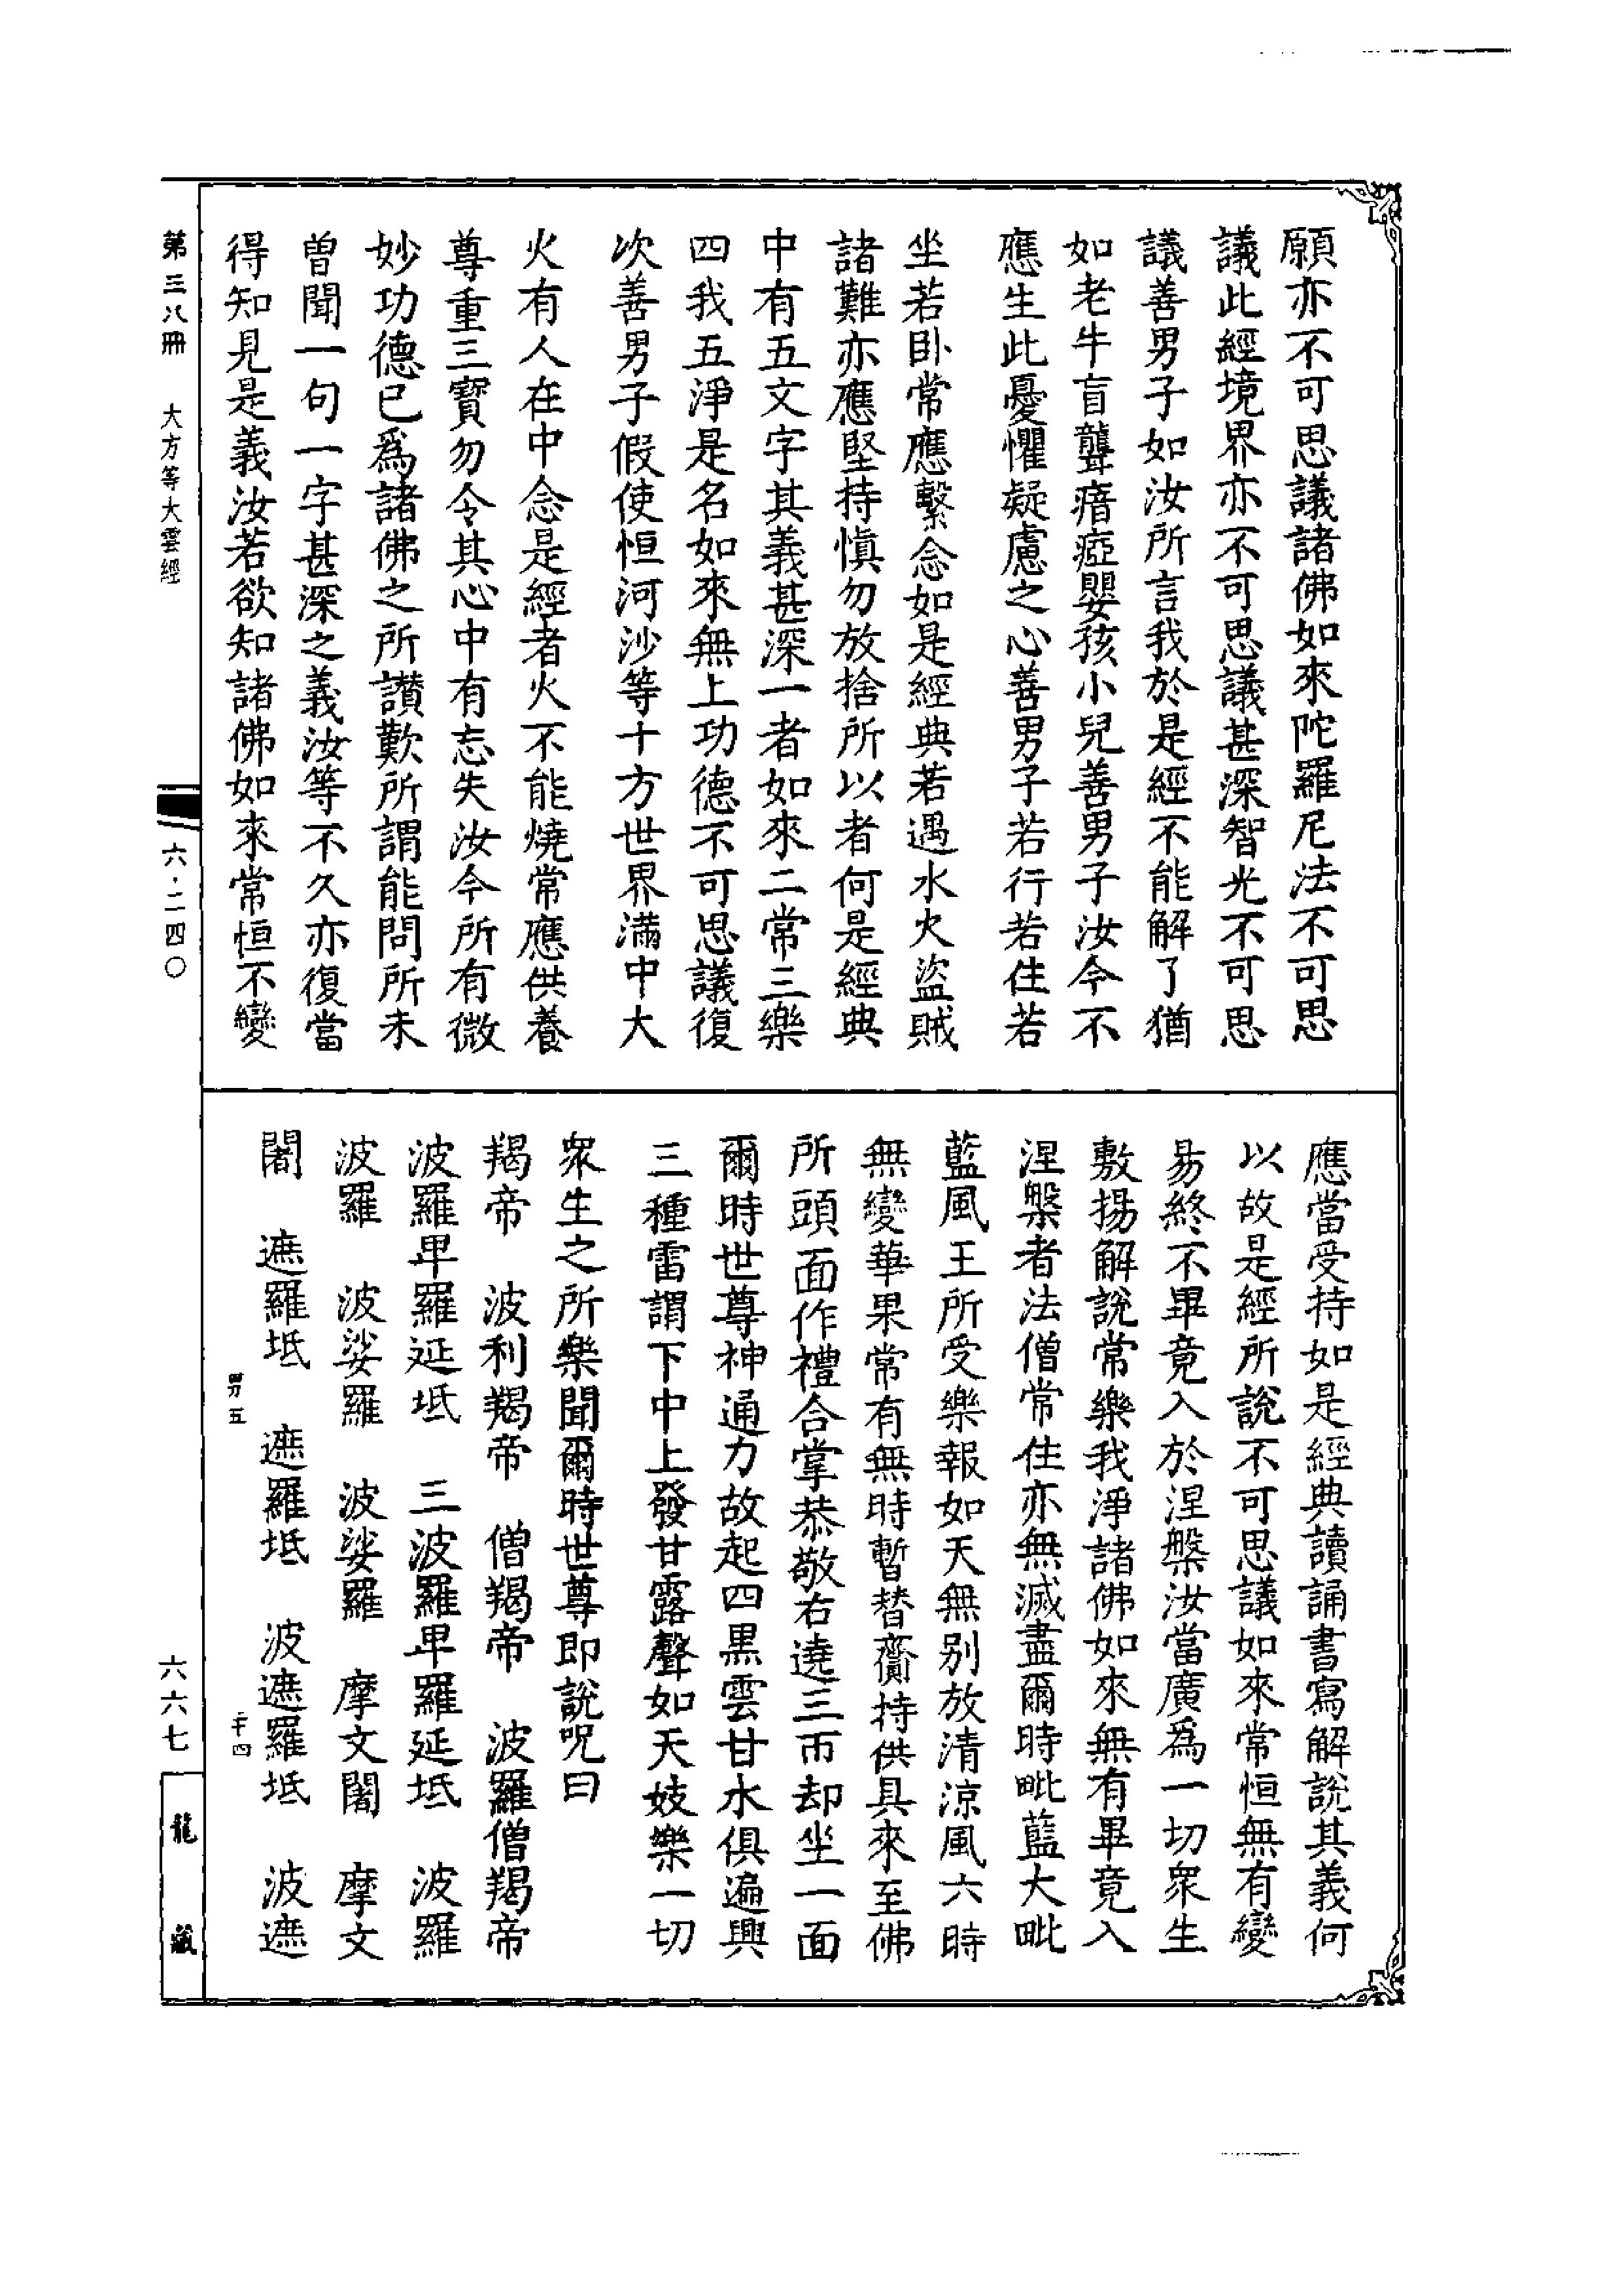 願亦不可思議諸佛如來陀羅尼法不可思
議此經境界亦不可思議甚深智光不可思
議善男子如汝所言我於是經不能解了猶
如老牛盲聾瘖瘂嬰孩小兒善男子汝今不
應生此憂懼疑慮之心善男子若行若住若
坐若卧常應繫念如是經典若遇水火盜賊
諸難亦應堅持慎勿放捨所以者何是經典
中有五文字其義甚深一者如來二常三樂
四我五淨是名如來無上功德不可思議復
次善男子假使恒河沙等十方世界滿中大
火有人在中念是經者火不能燒常應供養
尊重三寶勿令其心中有忘失汝今所有微
妙功德已為諸佛之所讚歎所謂能問所未
曾聞一句一字甚深之義汝等不久亦復當
得知見是義汝若欲知諸佛如來常恒不變
應當受持如是經典讀誦書寫解說其義何
以故是經所說不可思議如來常恒無有變
易終不畢竟入於涅槃汝當廣為一切眾生
敷揚解說常樂我淨諸佛如來無有畢竟入
涅槃者法僧常住亦無滅盡爾時毗藍大毗
藍風王所受樂報如天無別放清涼風六時
無變華果常有無時暫替齎持供具來至佛
所頭面作禮合掌恭敬右遶三帀却坐一面
爾時世尊神通力故起四黑雲甘水俱遍興
三種雷謂下中上發甘露聲如天妓樂一切
眾生之所樂聞爾時世尊即說呪曰
羯帝　波利羯帝　僧羯帝　波羅僧羯帝
波羅卑羅延坻　三波羅卑羅延坻　波羅
波羅　波娑羅　波娑羅　摩文闍　摩文
闍　遮羅坻　遮羅坻　波遮羅坻　波遮
第三八冊　大方等大雲經
六·二四〇
六六七
龍藏
男五
二十四